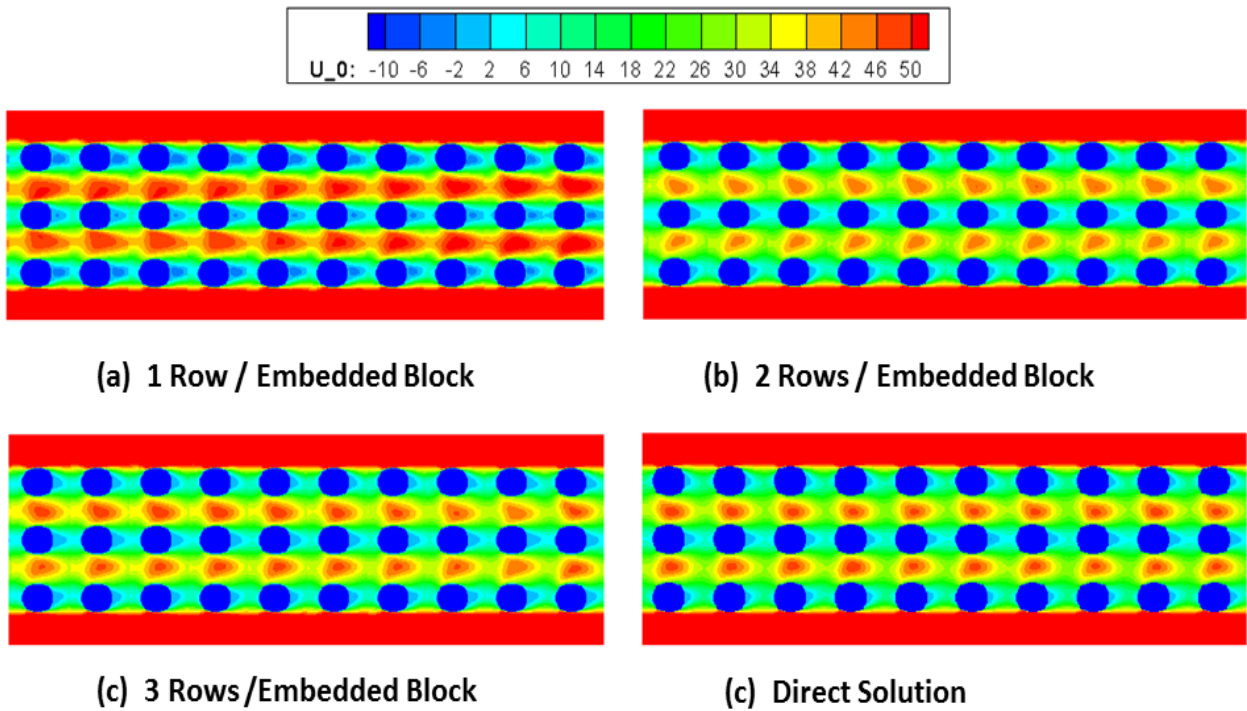 U_0: -10 -6 -2 2 6 10 14 18 22 26 30 34 38 42 46 50
(a) 1 Row / Embedded Block
(b) 2 Rows / Embedded Block
(c) 3 Rows /Embedded Block
(c) Direct Solution